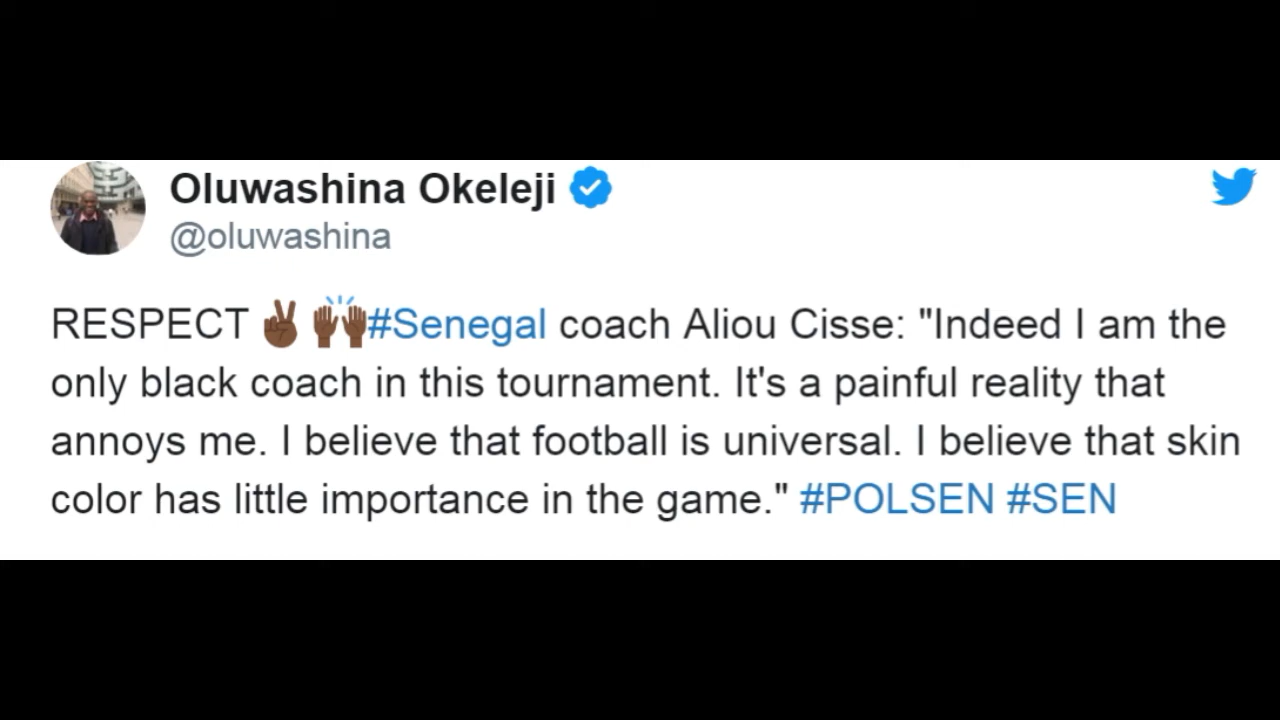 Oluwashina Okeleji
@oluwashina
RESPECT ✌🏾 🙌🏾#Senegal coach Aliou Cisse: "Indeed I am the
only black coach in this tournament. It's a painful reality that
annoys me. I believe that football is universal. I believe that skin
color has little importance in the game." #POLSEN #SEN